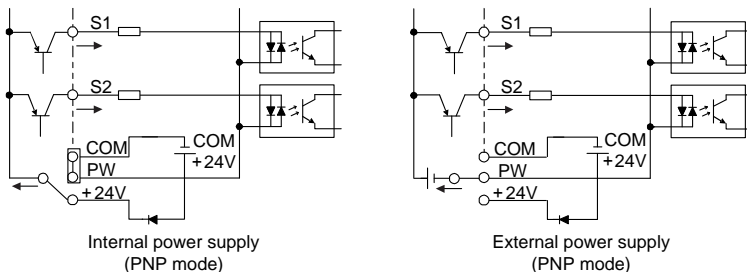 S1
S2
COM
PW
+24V
COM
+24V
Internal power supply
(PNP mode)
S1
S2
COM
PW
+24V
COM
+24V
External power supply
(PNP mode)